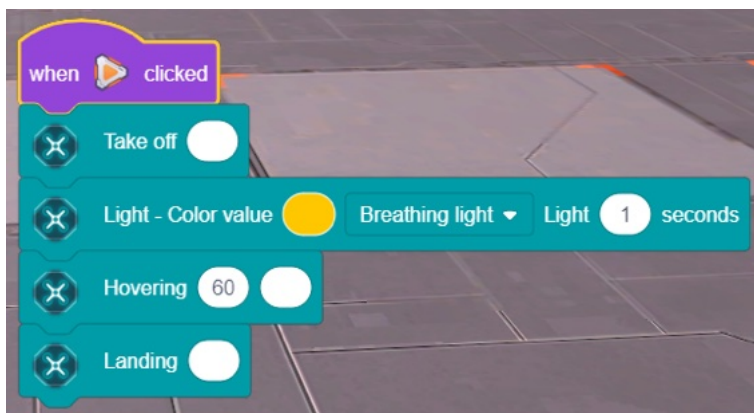 when clicked
Take off
Light - Color value Breathing light Light 1 seconds
Hovering 60
Landing